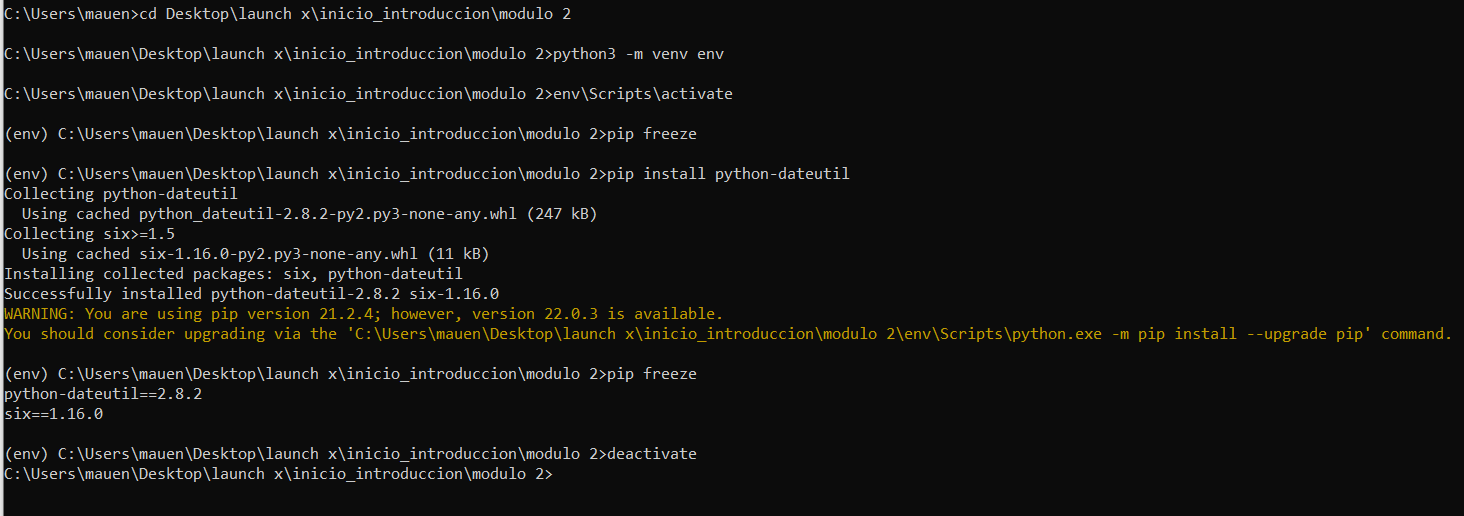 C:\Users\mauen>cd Desktop\launch x\inicio_introduccion\modulo 2
C:\Users\mauen\Desktop\launch x\inicio_introduccion\modulo 2>python3 -m venv env
C:\Users\mauen\Desktop\launch x\inicio_introduccion\modulo 2>env\Scripts\activate
(env) C:\Users\mauen\Desktop\launch x\inicio_introduccion\modulo 2>pip freeze
(env) C:\Users\mauen\Desktop\launch x\inicio_introduccion\modulo 2>pip install python-dateutil
Collecting python-dateutil
  Using cached python_dateutil-2.8.2-py2.py3-none-any.whl (247 kB)
Collecting six>=1.5
  Using cached six-1.16.0-py2.py3-none-any.whl (11 kB)
Installing collected packages: six, python-dateutil
Successfully installed python-dateutil-2.8.2 six-1.16.0
WARNING: You are using pip version 21.2.4; however, version 22.0.3 is available.
You should consider upgrading via the 'C:\Users\mauen\Desktop\launch x\inicio_introduccion\modulo 2\env\Scripts\python.exe -m pip install --upgrade pip' command.
(env) C:\Users\mauen\Desktop\launch x\inicio_introduccion\modulo 2>pip freeze
python-dateutil==2.8.2
six==1.16.0
(env) C:\Users\mauen\Desktop\launch x\inicio_introduccion\modulo 2>deactivate
C:\Users\mauen\Desktop\launch x\inicio_introduccion\modulo 2>